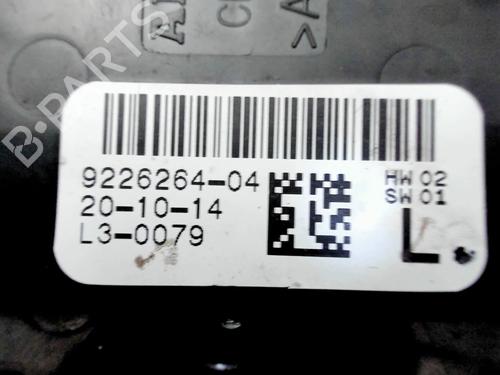 B-PARTS
9226264-04
20-10-14
L3-0079
HW 02
SW 01
L.